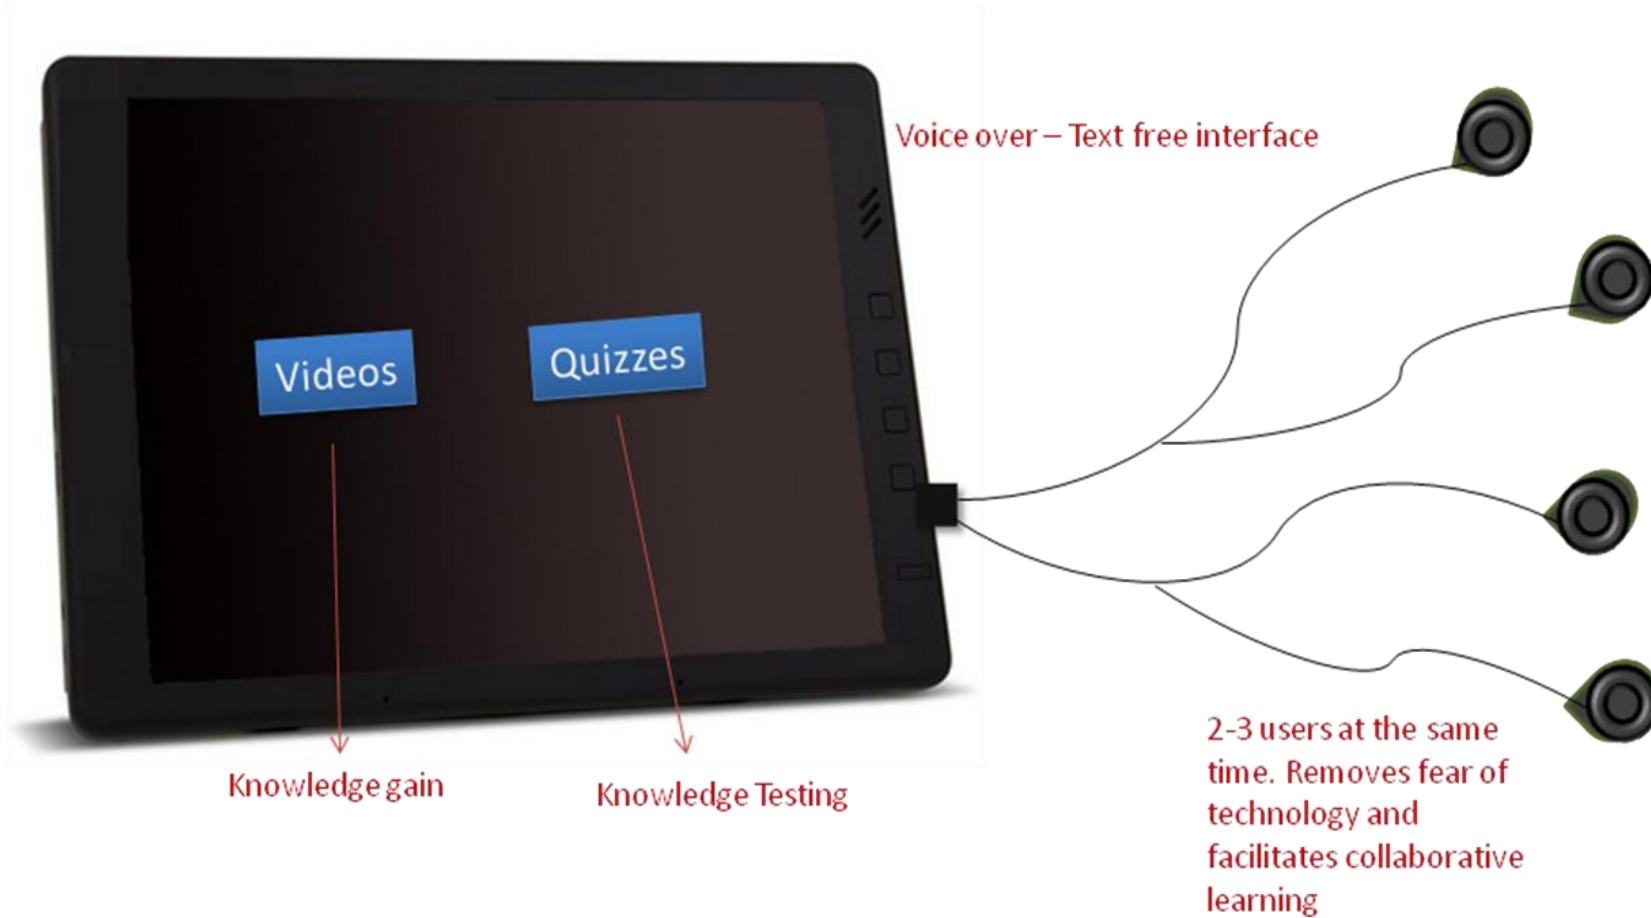 Voice over – Text free interface
Videos
Quizzes
Knowledge gain
Knowledge Testing
2-3 users at the same
time. Removes fear of
technology and
facilitates collaborative
learning